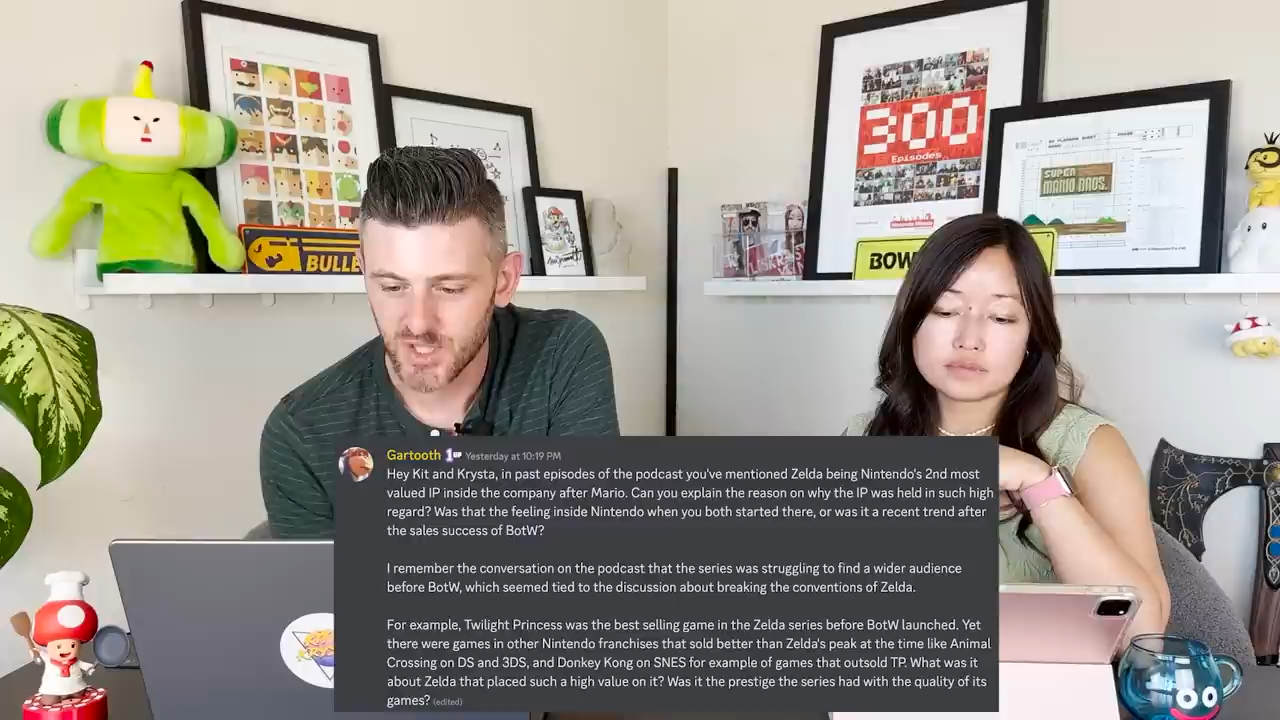 300
Episodes
SUPER
MARIO BROS.
BULLE
BOW
Gartooth 1UP Yesterday at 10:19 PM
Hey Kit and Krysta, in past episodes of the podcast you've mentioned Zelda being Nintendo's 2nd most
valued IP inside the company after Mario. Can you explain the reason on why the IP was held in such high
regard? Was that the feeling inside Nintendo when you both started there, or was it a recent trend after
the sales success of BotW?
I remember the conversation on the podcast that the series was struggling to find a wider audience
before BotW, which seemed tied to the discussion about breaking the conventions of Zelda.
For example, Twilight Princess was the best selling game in the Zelda series before BotW launched. Yet
there were games in other Nintendo franchises that sold better than Zelda's peak at the time like Animal
Crossing on DS and 3DS, and Donkey Kong on SNES for example of games that outsold TP. What was it
about Zelda that placed such a high value on it? Was it the prestige the series had with the quality of its
games? (edited)